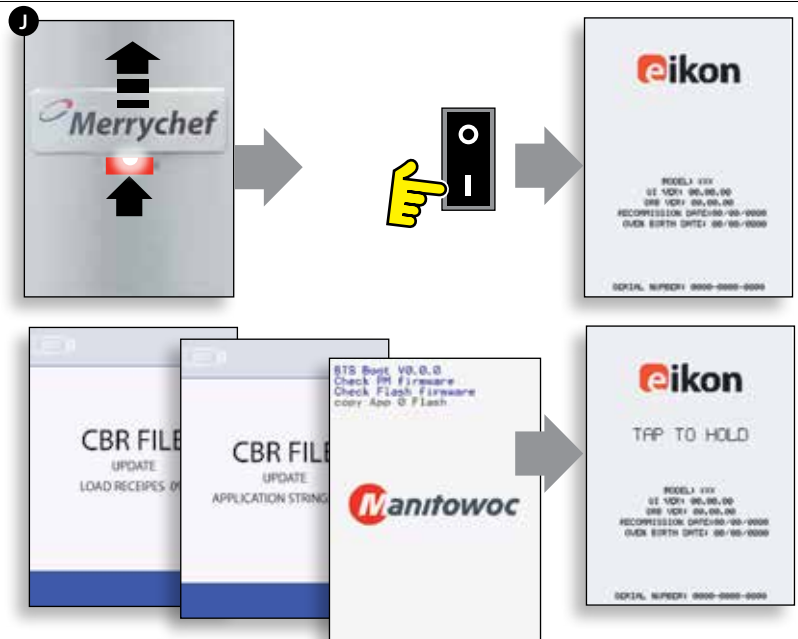 J
Merrychef
eikon
MODEL: XXX
UI VER: 00.00.00
SRB VER: 00.00.00
RECOMMISSION DATE:00/00/0000
OVEN BIRTH DATE: 00/00/0000
SERIAL NUMBER: 0000-0000-0000
CBR FILE
UPDATE
LOAD RECEIPES 0%
CBR FILE
UPDATE
APPLICATION STRING
BTS Boot V0.0.0
Check PM firmware
Check Flash firmware
copy App 0 Flash
Manitowoc
eikon
TAP TO HOLD
MODEL: XXX
UI VER: 00.00.00
SRB VER: 00.00.00
RECOMMISSION DATE:00/00/0000
OVEN BIRTH DATE: 00/00/0000
SERIAL NUMBER: 0000-0000-0000